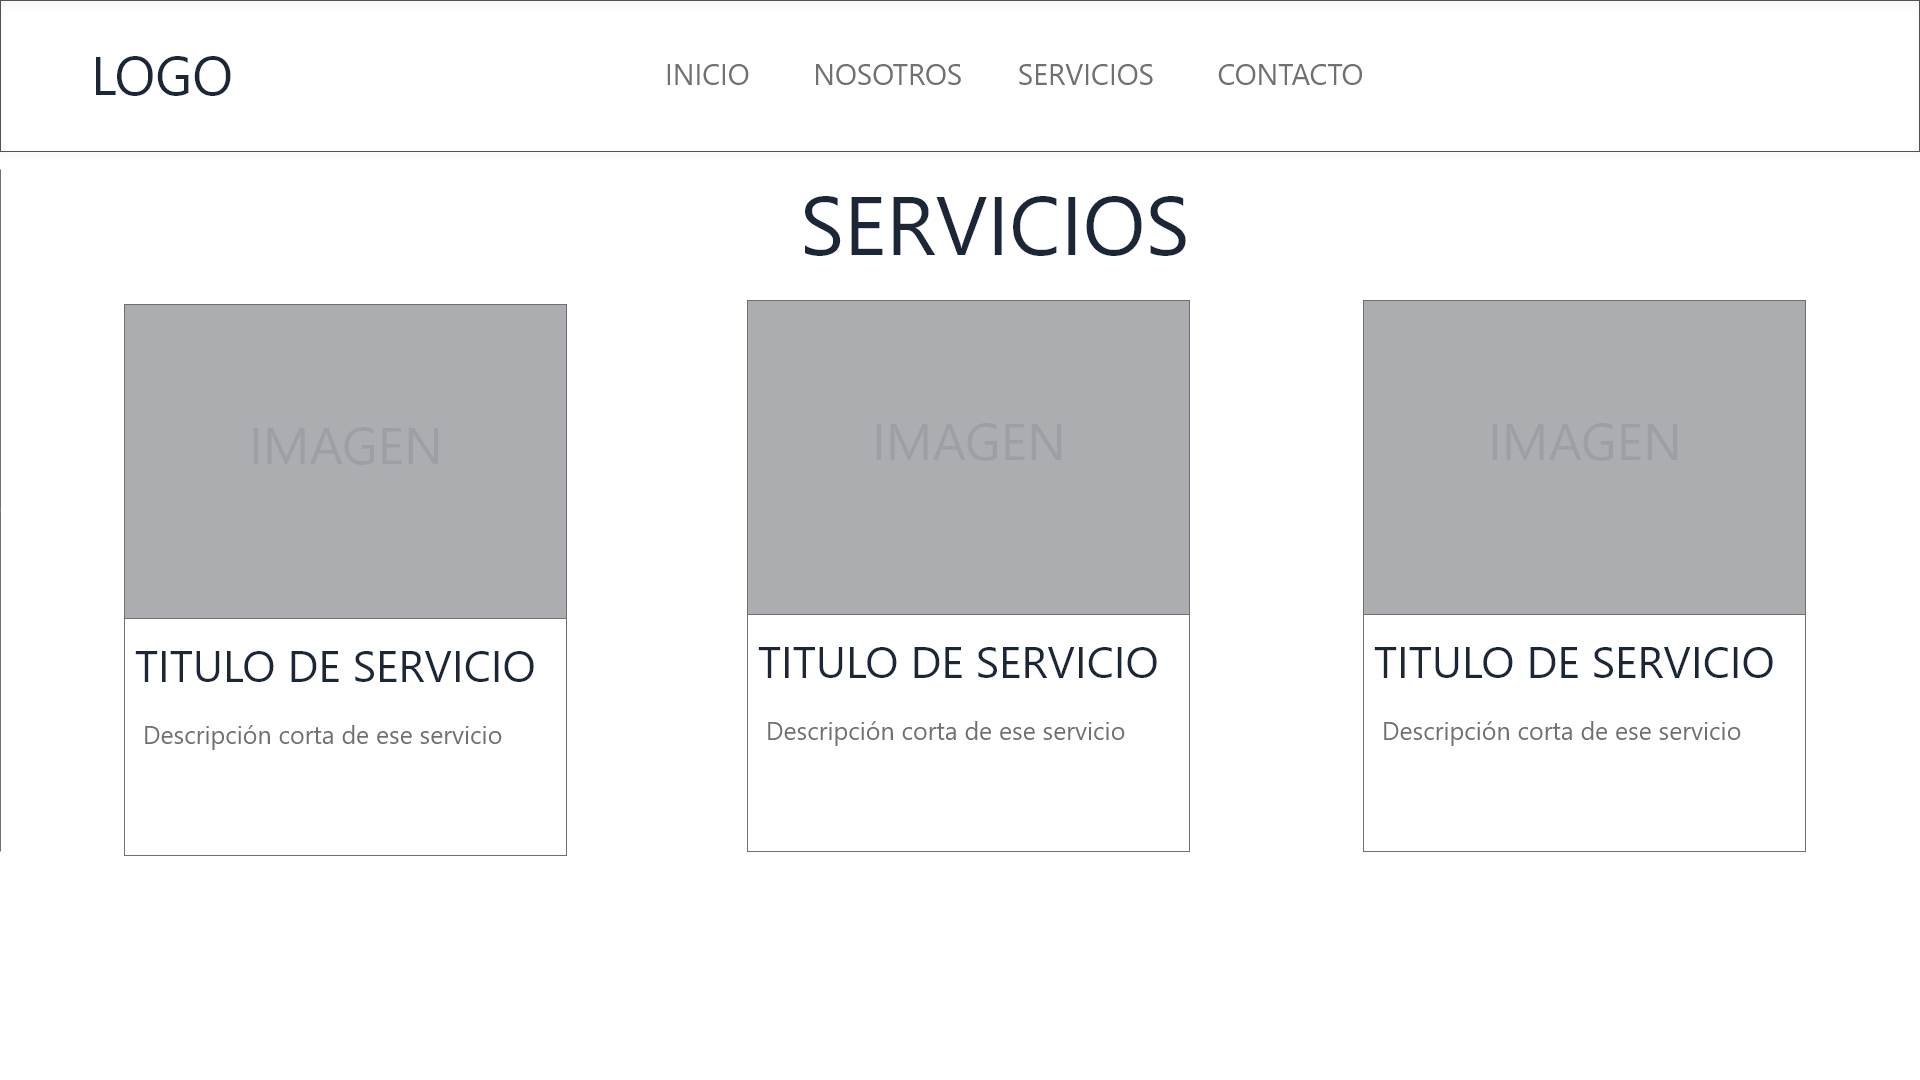 LOGO
INICIO NOSOTROS SERVICIOS CONTACTO
SERVICIOS
IMAGEN
TITULO DE SERVICIO
Descripción corta de ese servicio
IMAGEN
TITULO DE SERVICIO
Descripción corta de ese servicio
IMAGEN
TITULO DE SERVICIO
Descripción corta de ese servicio